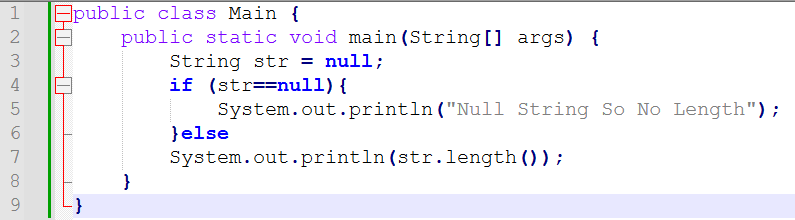 1 public class Main {
2     public static void main(String[] args) {
3         String str = null;
4         if (str==null){
5             System.out.println("Null String So No Length");
6         }else
7         System.out.println(str.length());
8     }
9 }